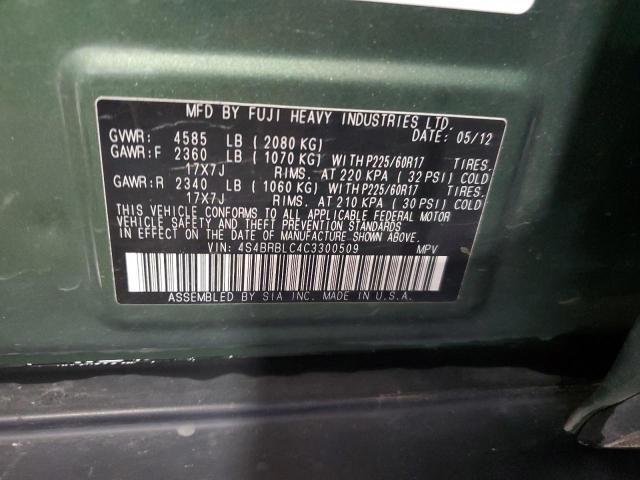 MFD BY FUJI HEAVY INDUSTRIES LTD.
DATE: 05/12
GVWR: 4585 LB (2080 KG)
GAWR:F 2360 LB (1070 KG) WITH P225/60R17 TIRES.
17X7J RIMS. AT 220 KPA (32 PSI) COLD
GAWR:R 2340 LB (1060 KG) WITH P225/60R17 TIRES.
17X7J RIMS. AT 210 KPA (30 PSI) COLD
THIS VEHICLE CONFORMS TO ALL APPLICABLE FEDERAL MOTOR
VEHICLE SAFETY, BUMPER, AND THEFT PREVENTION STANDARDS
IN EFFECT ON THE DATE OF MANUFACTURE SHOWN ABOVE.
VIN: 4S4BRBLC4C3300509 MPV
ASSEMBLED BY SIA INC. MADE IN U.S.A.